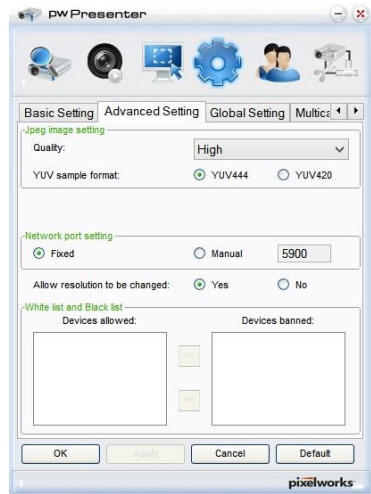 pwPresenter
Basic Setting Advanced Setting Global Setting Multica
Jpeg image setting
Quality: High
YUV sample format: YUV444 YUV420
Network port setting
Fixed Manual 5900
Allow resolution to be changed: Yes No
White list and Black list
Devices allowed: Devices banned:
>>
<<
OK Apply Cancel Default
pixelworks